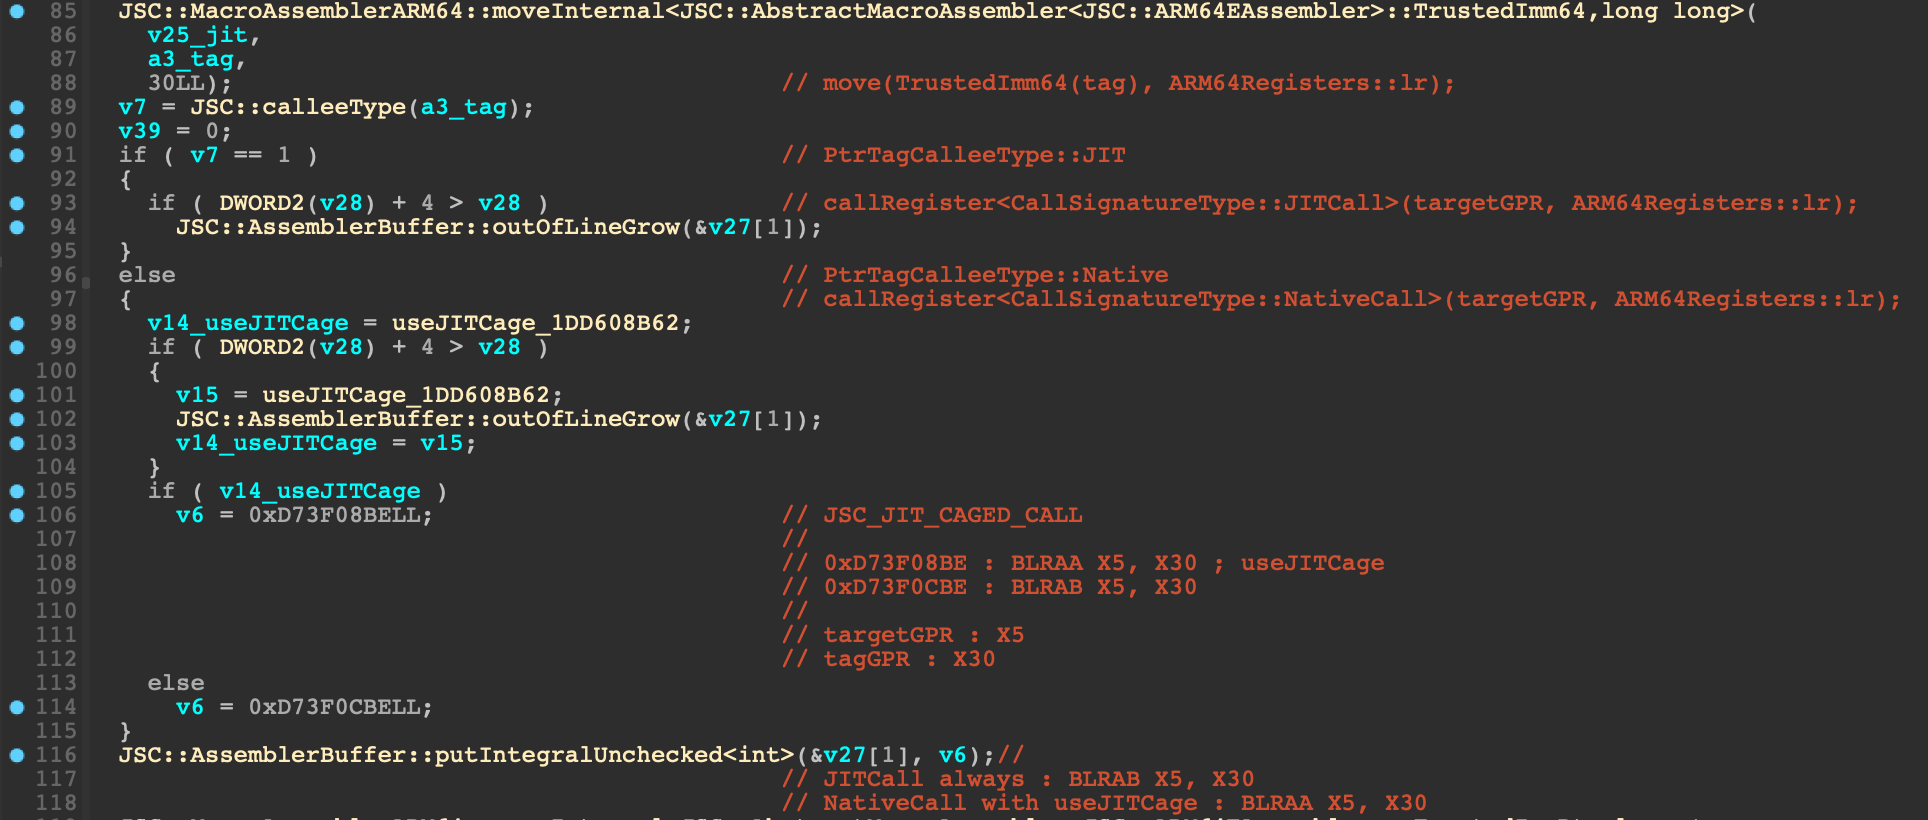 85 JSC::MacroAssemblerARM64::moveInternal<JSC::AbstractMacroAssembler<JSC::ARM64EAssembler>::TrustedImm64,long long>(
86 v25_jit,
87 a3_tag,
88 30LL); // move(TrustedImm64(tag), ARM64Registers::lr);
89 v7 = JSC::calleeType(a3_tag);
90 v39 = 0;
91 if ( v7 == 1 ) // PtrTagCalleeType::JIT
92 {
93 if ( DWORD2(v28) + 4 > v28 ) // callRegister<CallSignatureType::JITCall>(targetGPR, ARM64Registers::lr);
94 JSC::AssemblerBuffer::outOfLineGrow(&v27[1]);
95 }
96 else // PtrTagCalleeType::Native
97 { // callRegister<CallSignatureType::NativeCall>(targetGPR, ARM64Registers::lr);
98 v14_useJITCage = useJITCage_1DD608B62;
99 if ( DWORD2(v28) + 4 > v28 )
100 {
101 v15 = useJITCage_1DD608B62;
102 JSC::AssemblerBuffer::outOfLineGrow(&v27[1]);
103 v14_useJITCage = v15;
104 }
105 if ( v14_useJITCage )
106 v6 = 0xD73F08BELL; // JSC_JIT_CAGED_CALL
107 //
108 // 0xD73F08BE : BLRAA X5, X30 ; useJITCage
109 // 0xD73F0CBE : BLRAB X5, X30
110 //
111 // targetGPR : X5
112 // tagGPR : X30
113 else
114 v6 = 0xD73F0CBELL;
115 }
116 JSC::AssemblerBuffer::putIntegralUnchecked<int>(&v27[1], v6);//
117 // JITCall always : BLRAB X5, X30
118 // NativeCall with useJITCage : BLRAA X5, X30